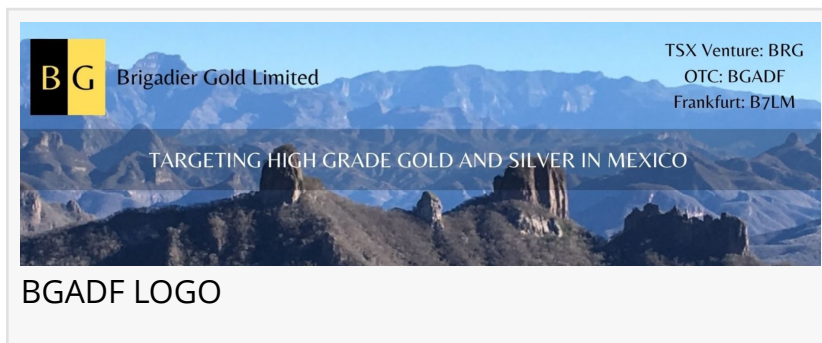 B G Brigadier Gold Limited
TSX Venture: BRG
OTC: BGADF
Frankfurt: B7LM
TARGETING HIGH GRADE GOLD AND SILVER IN MEXICO
BGADF LOGO